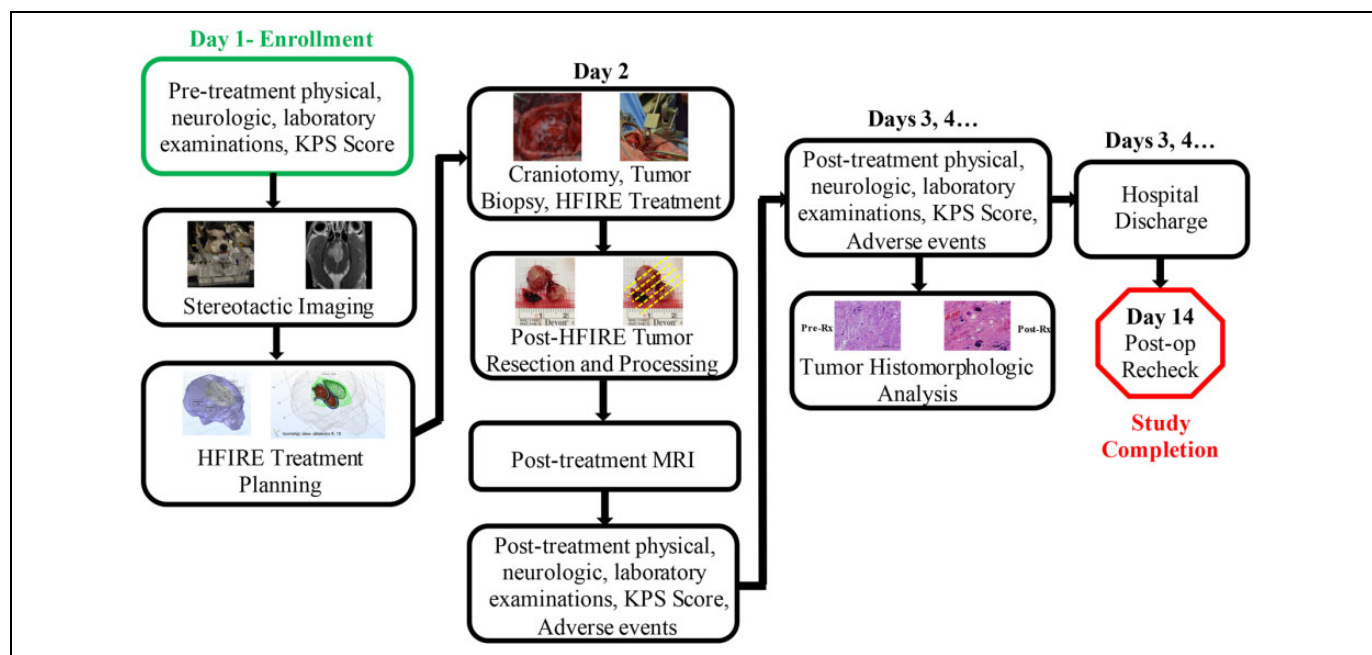 Day 1- Enrollment
Pre-treatment physical,
neurologic, laboratory
examinations, KPS Score
Stereotactic Imaging
HFIRE Treatment
Planning
Day 2
Craniotomy, Tumor
Biopsy, HFIRE Treatment
Post-HFIRE Tumor
Resection and Processing
Post-treatment MRI
Post-treatment physical,
neurologic, laboratory
examinations, KPS Score,
Adverse events
Days 3, 4…
Post-treatment physical,
neurologic, laboratory
examinations, KPS Score,
Adverse events
Pre-Rx
Post-Rx
Tumor Histomorphologic
Analysis
Days 3, 4…
Hospital
Discharge
Day 14
Post-op
Recheck
Study
Completion